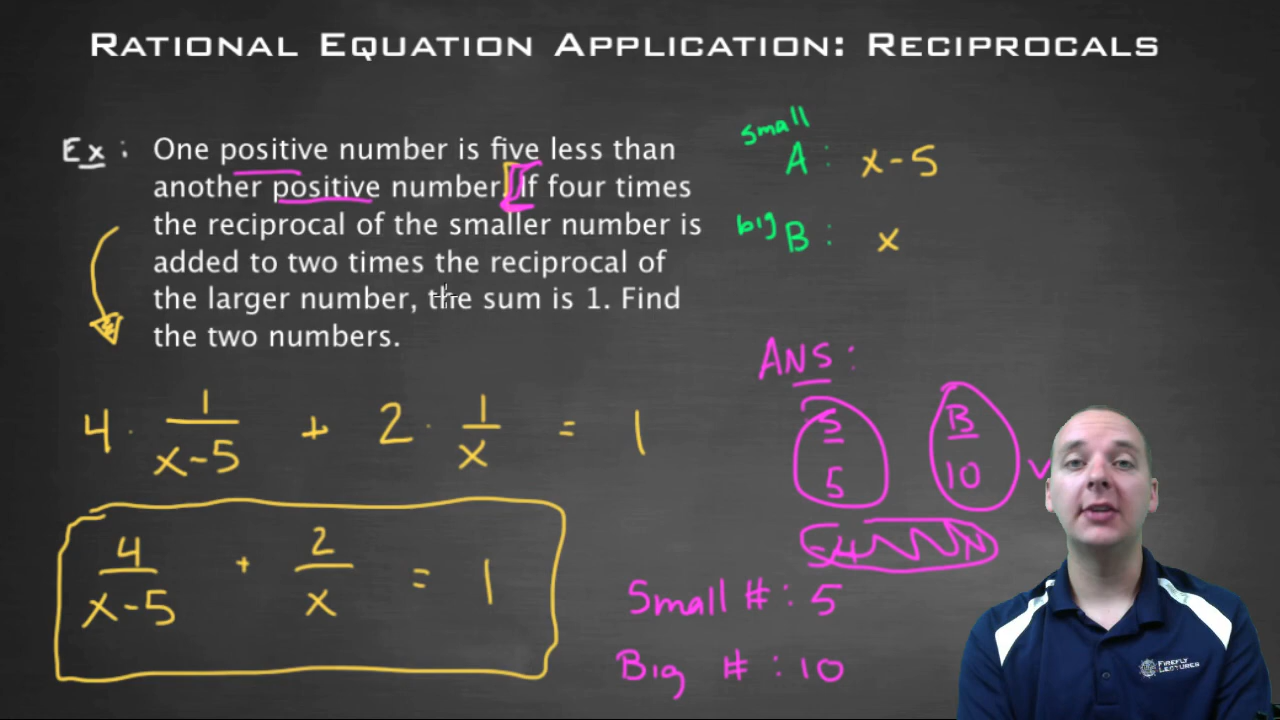 RATIONAL EQUATION APPLICATION: RECIPROCALS
Ex: One positive number is five less than
another positive number. If four times
the reciprocal of the smaller number is
added to two times the reciprocal of
the larger number, the sum is 1. Find
the two numbers.
small
A: x-5
big
B: x
4 · 1/(x-5) + 2 · 1/x = 1
4/(x-5) + 2/x = 1
ANS:
S B
5 10
Small #: 5
Big #: 10
FIREFLY
LECTURES